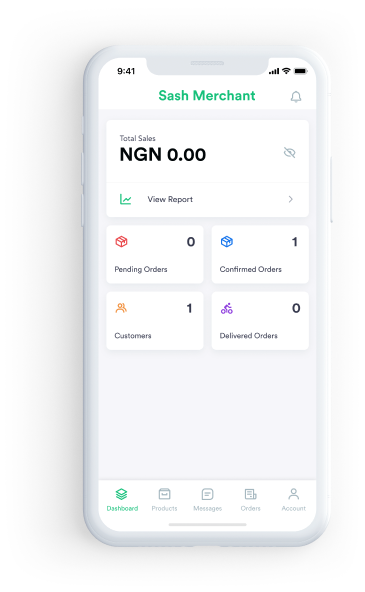 9:41
Sash Merchant
Total Sales
NGN 0.00
View Report
0
1
Pending Orders
Confirmed Orders
1
0
Customers
Delivered Orders
Dashboard
Products
Messages
Orders
Account